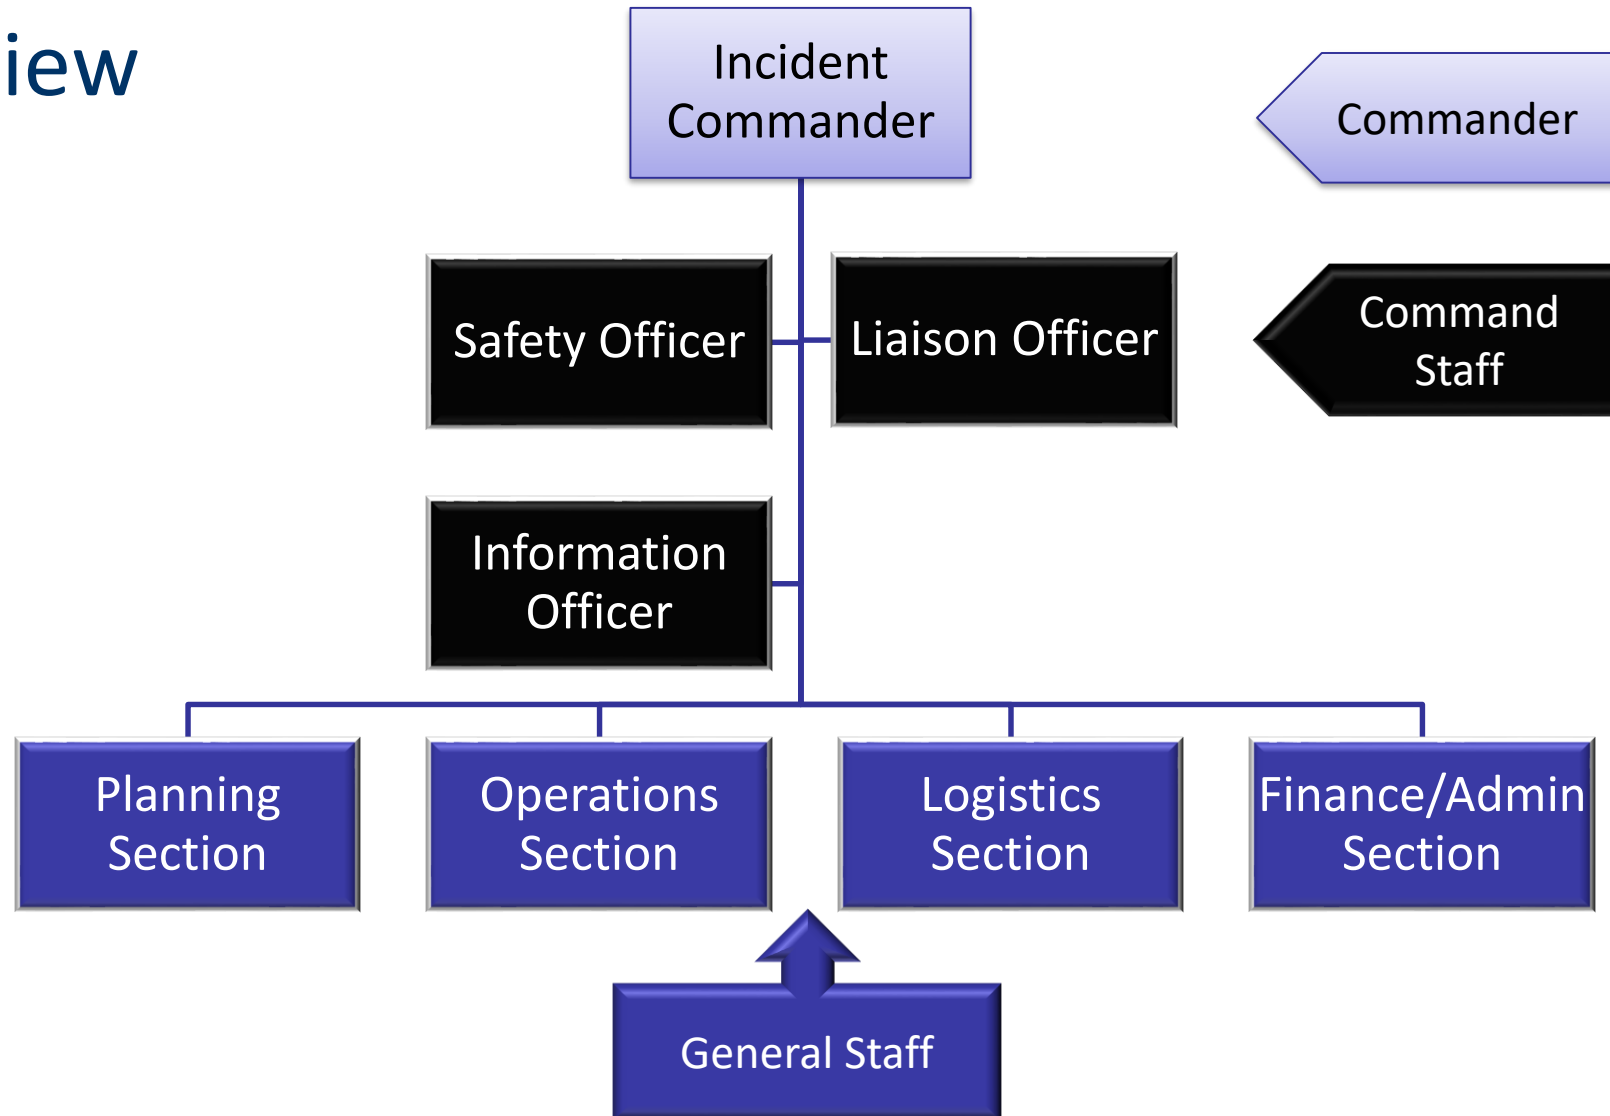 iew
Incident
Commander
Commander
Safety Officer
Liaison Officer
Command
Staff
Information
Officer
Planning
Section
Operations
Section
Logistics
Section
Finance/Admin
Section
General Staff